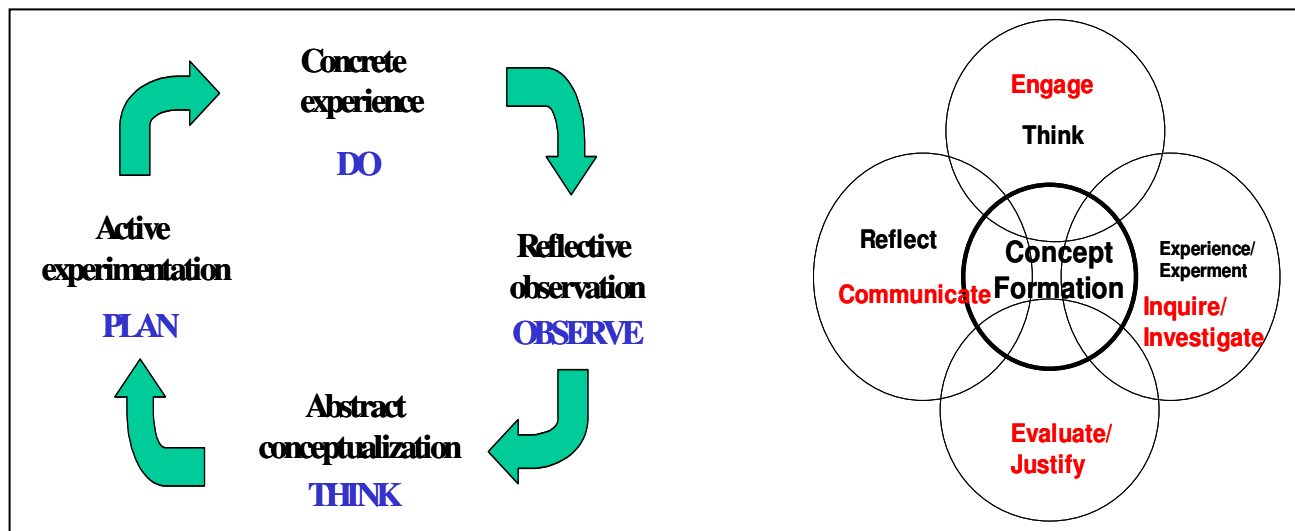 Concrete
experience
DO
Reflective
observation
OBSERVE
Abstract
conceptualization
THINK
Active
experimentation
PLAN
Engage
Think
Reflect
Communicate
Concept
Formation
Experience/
Experment
Inquire/
Investigate
Evaluate/
Justify